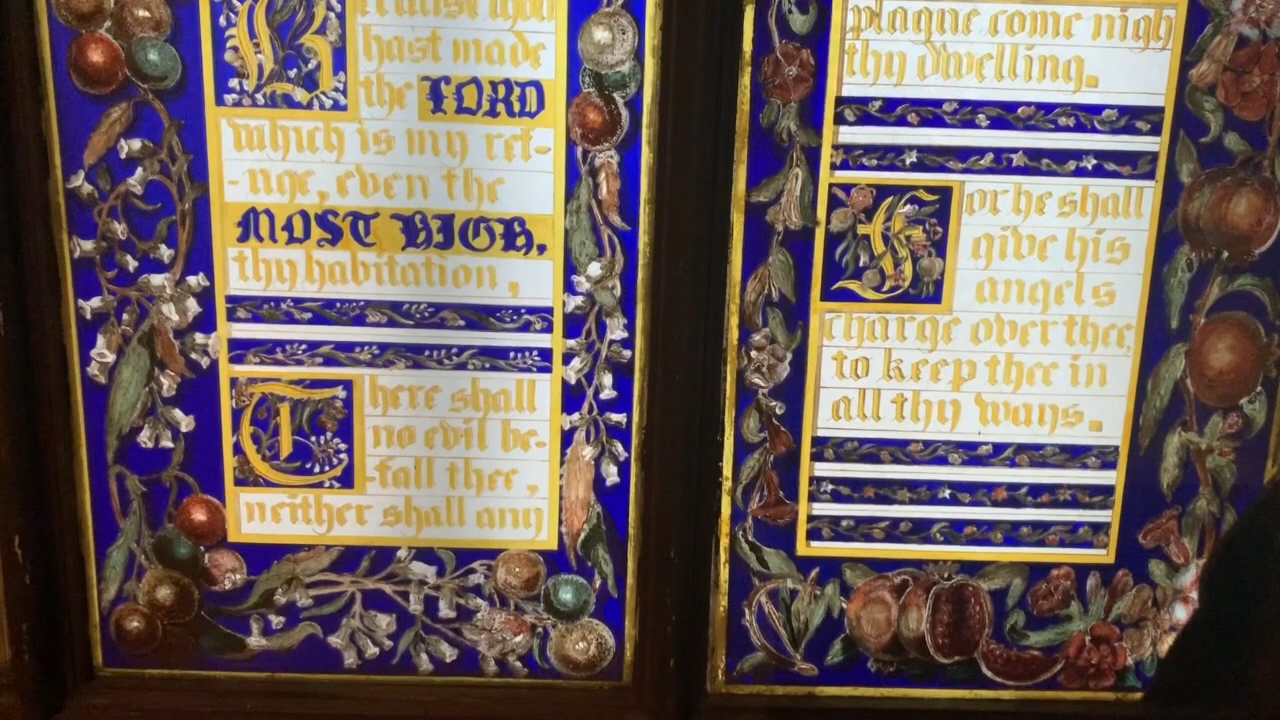 Because thou
hast made
the LORD
which is my ref-
-uge, even the
MOST HIGH,
thy habitation,
There shall
no evil be-
-fall thee,
neither shall any
plague come nigh
thy dwelling.
For he shall
give his
angels
charge over thee,
to keep thee in
all thy ways.